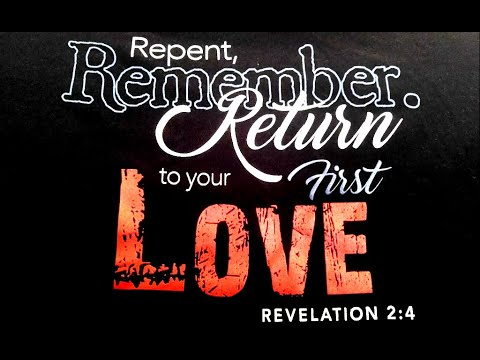 Repent,
Remember.
Return
to your First
LOVE
REVELATION 2:4